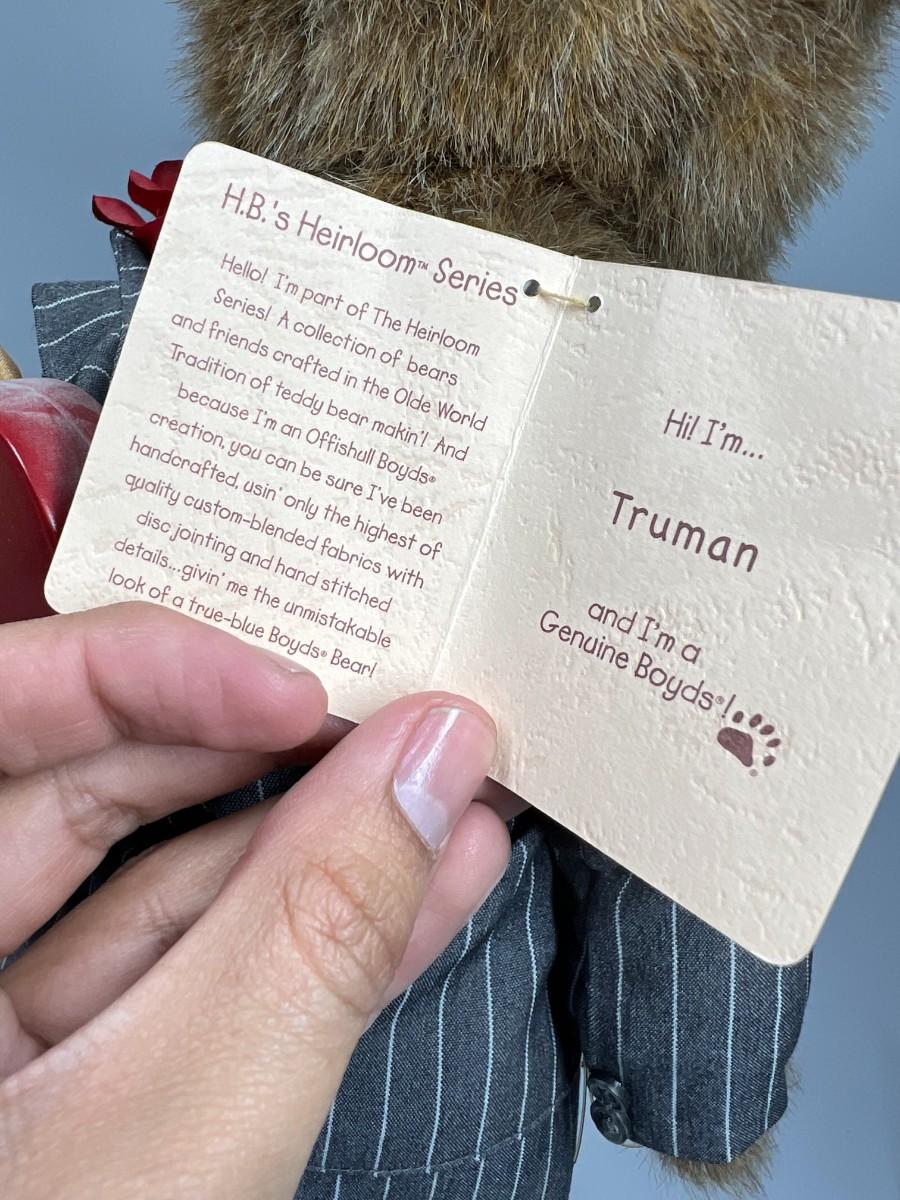 H.B.'s Heirloom™ Series
Hello! I'm part of The Heirloom
Series! A collection of bears
and friends crafted in the Olde World
Tradition of teddy bear makin'! And
because I'm an Offishull Boyds®
creation, you can be sure I've been
handcrafted, usin' only the highest of
quality custom-blended fabrics with
disc jointing and hand stitched
details...givin' me the unmistakable
look of a true-blue Boyds® Bear!
Hi! I'm...
Truman
and I'm a
Genuine Boyds®!
®